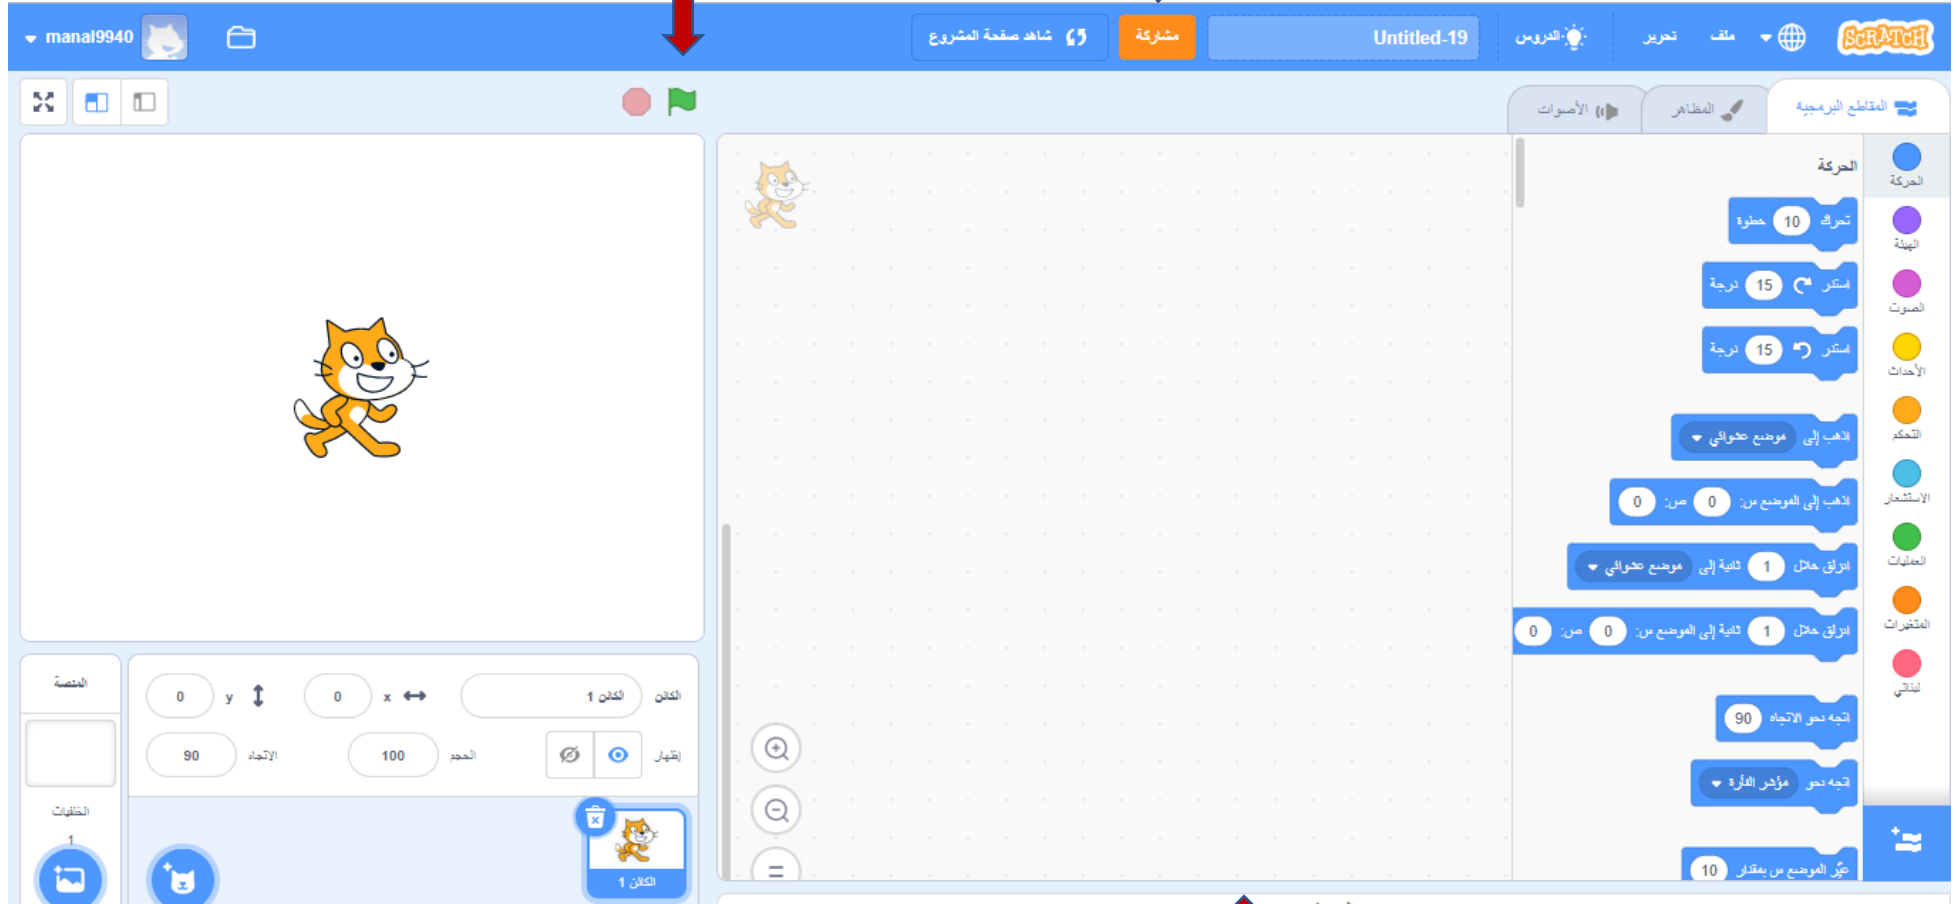 SCRATCH
ملف
تحرير
الدروس
Untitled-19
مشاركة
شاهد صفحة المشروع
manal9940
المقاطع البرمجية
المظاهر
الأصوات
الحركة
الهيئة
الصوت
الأحداث
التحكم
الاستشعار
العمليات
المتغيرات
لبناتي
الحركة
تحرك 10 خطوة
استدر 15 درجة
استدر 15 درجة
اذهب إلى موضع عشوائي
اذهب إلى الموضع س: 0 ص: 0
انزلق خلال 1 ثانية إلى موضع عشوائي
انزلق خلال 1 ثانية إلى الموضع س: 0 ص: 0
اتجه نحو الاتجاه 90
اتجه نحو مؤشر الفأرة
غيّر الموضع س بمقدار 10
الكائن الكائن 1 x 0 y 0
إظهار الحجم 100 الاتجاه 90
الكائن 1
المنصة
الخلفيات
1